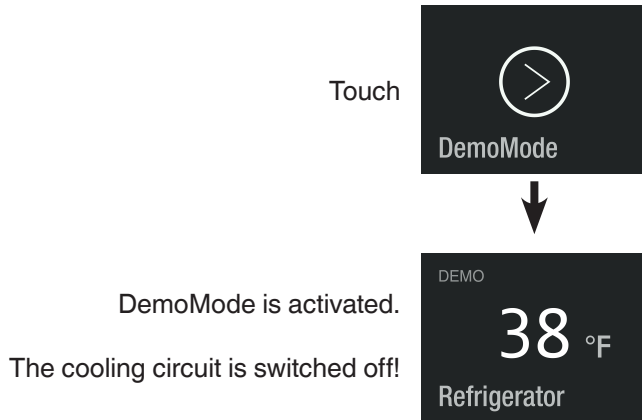 Touch
DemoMode
DEMO
DemoMode is activated.
38 °F
The cooling circuit is switched off!
Refrigerator